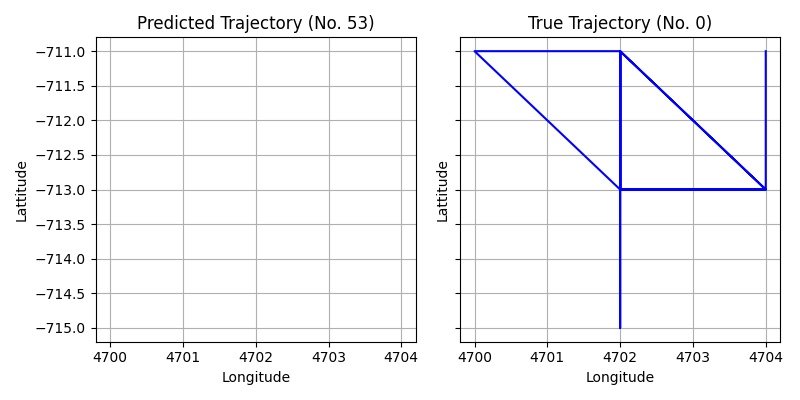 Predicted Trajectory (No. 53)
−711.0
−711.5
−712.0
−712.5
−713.0
−713.5
−714.0
−714.5
−715.0
Lattitude
4700 4701 4702 4703 4704
Longitude
True Trajectory (No. 0)
Lattitude
4700 4701 4702 4703 4704
Longitude